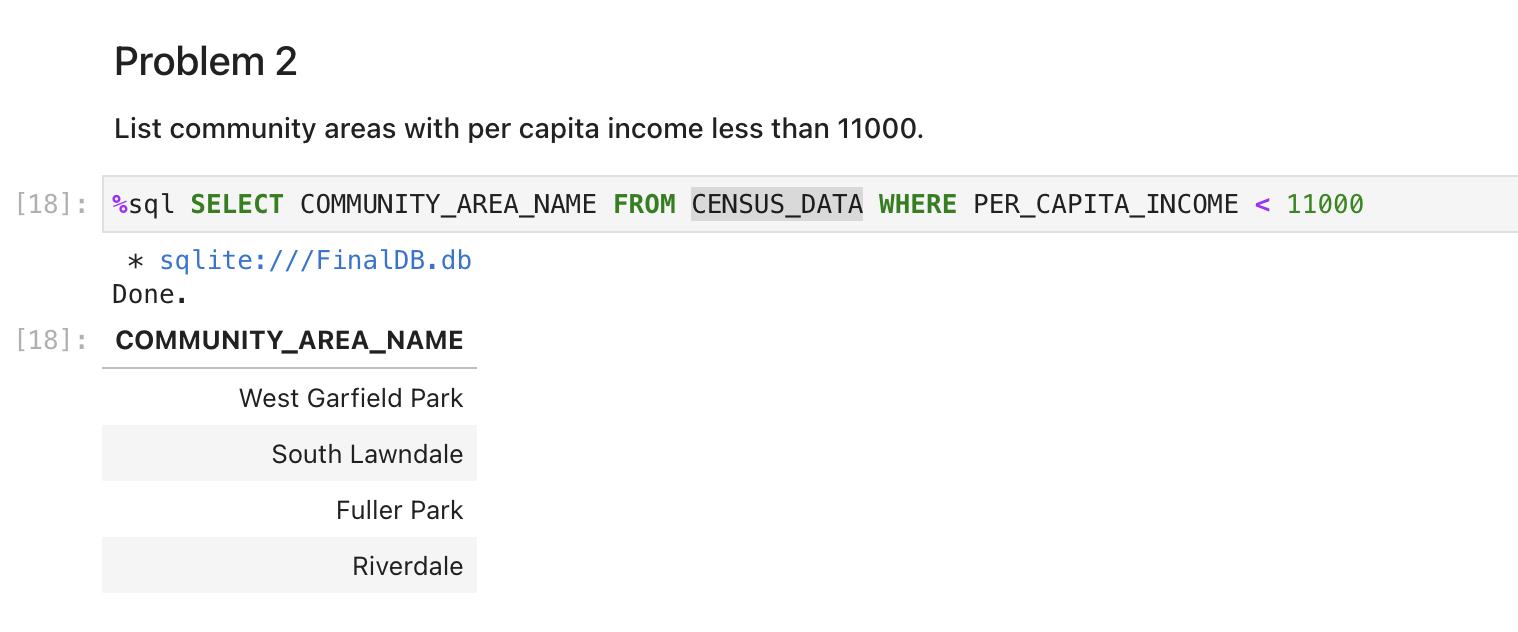 Problem 2
List community areas with per capita income less than 11000.
[18]: %sql SELECT COMMUNITY_AREA_NAME FROM CENSUS_DATA WHERE PER_CAPITA_INCOME < 11000
* sqlite:///FinalDB.db
Done.
[18]: COMMUNITY_AREA_NAME
West Garfield Park
South Lawndale
Fuller Park
Riverdale